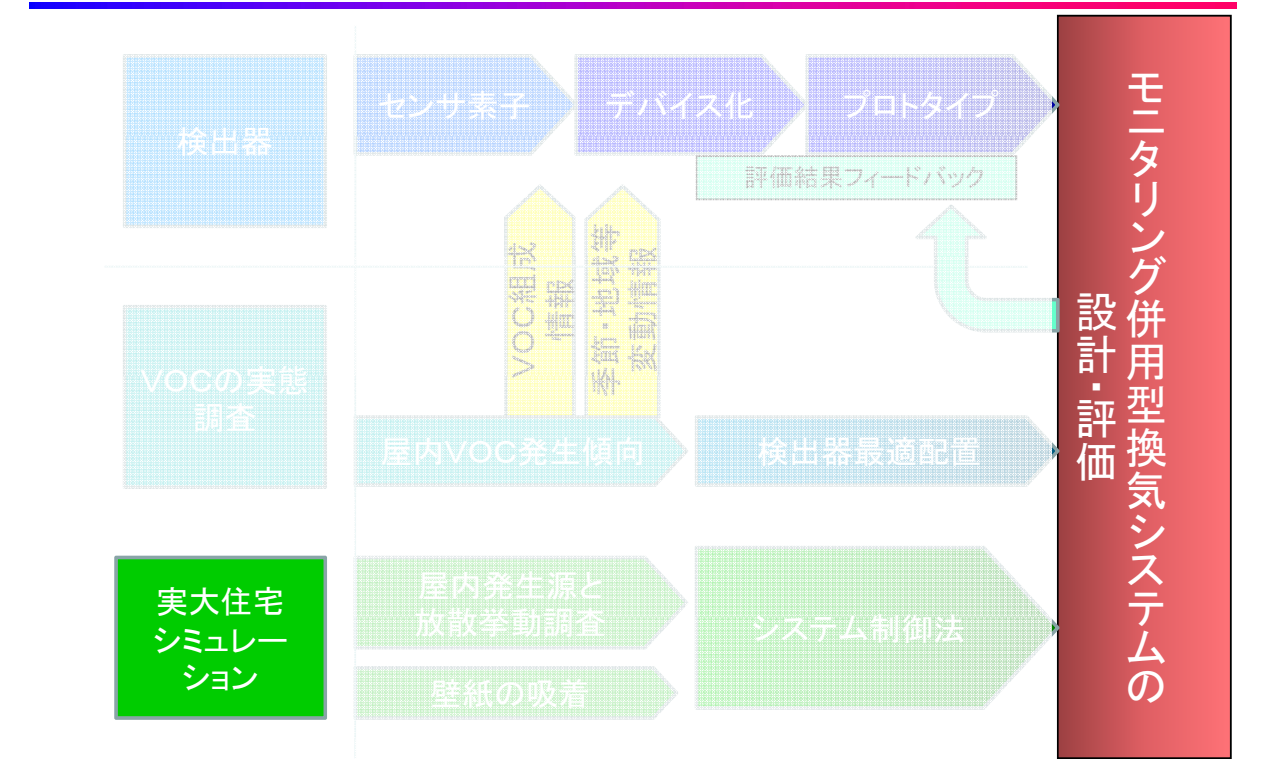 検出器
センサ素子
デバイス化
プロトタイプ
評価結果フィードバック
VOC組成
情報
季節・地域等
変動情報
VOCの実態
調査
屋内VOC発生傾向
検出器最適配置
実大住宅
シミュレー
ション
屋内発生源と
放散挙動調査
壁紙の吸着
システム制御法
モニタリング併用型換気システムの
設計・評価